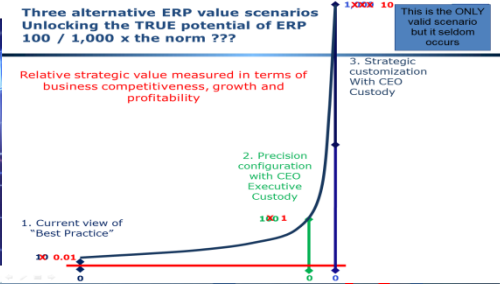 Three alternative ERP value scenarios
Unlocking the TRUE potential of ERP
100 / 1,000 x the norm ???
This is the ONLY
valid scenario
but it seldom
occurs
Relative strategic value measured in terms of
business competitiveness, growth and
profitability
3. Strategic
customization
With CEO
Custody
2. Precision
configuration
with CEO
Executive
Custody
1
1. Current view of
“Best Practice”
10
0.01
0
0
0